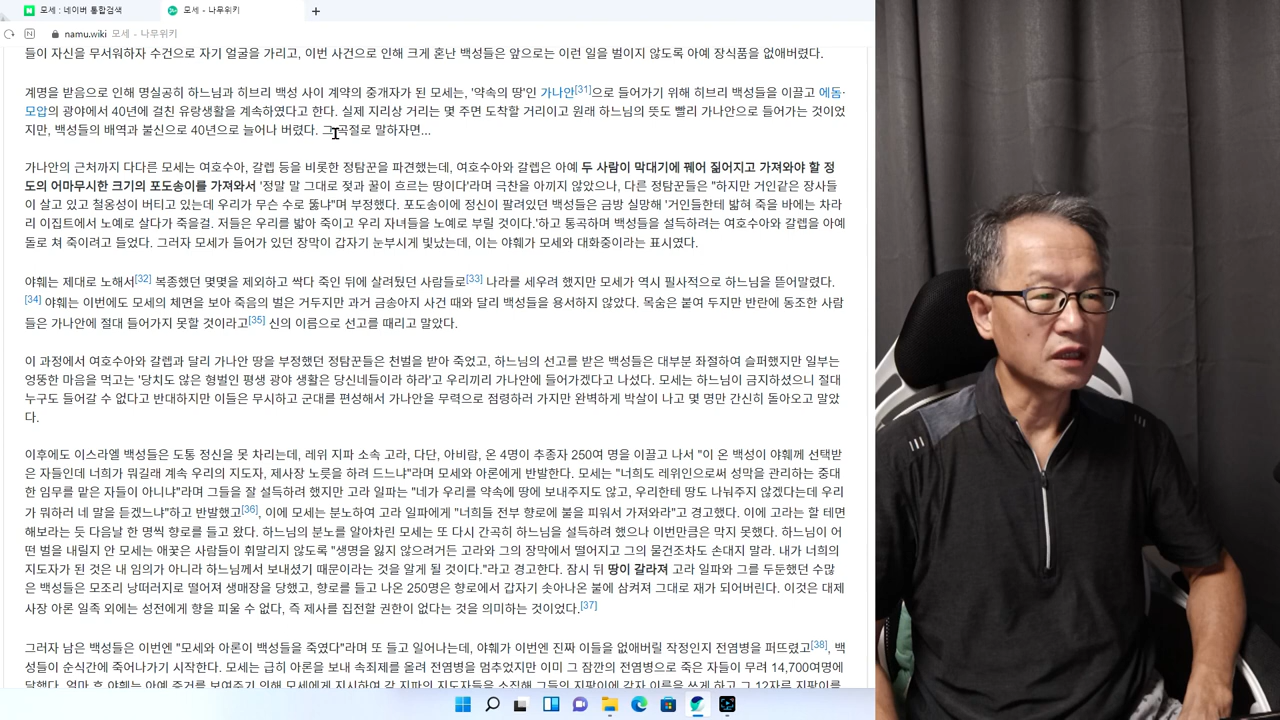 모세 : 네이버 통합검색
모세 - 나무위키
namu.wiki 모세 - 나무위키
들이 자신을 무서워하자 수건으로 자기 얼굴을 가리고, 이번 사건으로 인해 크게 혼난 백성들은 앞으로는 이런 일을 벌이지 않도록 아예 장식품을 없애버렸다.
계명을 받음으로 인해 명실공히 하느님과 히브리 백성 사이 계약의 중개자가 된 모세는, '약속의 땅'인 가나안[31]으로 들어가기 위해 히브리 백성들을 이끌고 에돔·
모압의 광야에서 40년에 걸친 유랑생활을 계속하였다고 한다. 실제 지리상 거리는 몇 주면 도착할 거리이고 원래 하느님의 뜻도 빨리 가나안으로 들어가는 것이었
지만, 백성들의 배역과 불신으로 40년으로 늘어나 버렸다. 그 곡절로 말하자면...
가나안의 근처까지 다다른 모세는 여호수아, 갈렙 등을 비롯한 정탐꾼을 파견했는데, 여호수아와 갈렙은 아예 두 사람이 막대기에 꿰어 짊어지고 가져와야 할 정
도의 어마무시한 크기의 포도송이를 가져와서 '정말 말 그대로 젖과 꿀이 흐르는 땅이다'라며 극찬을 아끼지 않았으나, 다른 정탐꾼들은 "하지만 거인같은 장사들
이 살고 있고 철옹성이 버티고 있는데 우리가 무슨 수로 뚫냐"며 부정했다. 포도송이에 정신이 팔려있던 백성들은 금방 실망해 '거인들한테 밟혀 죽을 바에는 차라
리 이집트에서 노예로 살다가 죽을걸. 저들은 우리를 밟아 죽이고 우리 자녀들을 노예로 부릴 것이다.'하고 통곡하며 백성들을 설득하려는 여호수아와 갈렙을 아예
돌로 쳐 죽이려고 들었다. 그러자 모세가 들어가 있던 장막이 갑자기 눈부시게 빛났는데, 이는 야훼가 모세와 대화중이라는 표시였다.
야훼는 제대로 노해서[32] 복종했던 몇몇을 제외하고 싹다 죽인 뒤에 살려뒀던 사람들로[33] 나라를 세우려 했지만 모세가 역시 필사적으로 하느님을 뜯어말렸다.
[34] 야훼는 이번에도 모세의 체면을 보아 죽음의 벌은 거두지만 과거 금송아지 사건 때와 달리 백성들을 용서하지 않았다. 목숨은 붙여 두지만 반란에 동조한 사람
들은 가나안에 절대 들어가지 못할 것이라고[35] 신의 이름으로 선고를 때리고 말았다.
이 과정에서 여호수아와 갈렙과 달리 가나안 땅을 부정했던 정탐꾼들은 천벌을 받아 죽었고, 하느님의 선고를 받은 백성들은 대부분 좌절하여 슬퍼했지만 일부는
엉뚱한 마음을 먹고는 '당치도 않은 형벌인 평생 광야 생활은 당신네들이라 하라'고 우리끼리 가나안에 들어가겠다고 나섰다. 모세는 하느님이 금지하셨으니 절대
누구도 들어갈 수 없다고 반대하지만 이들은 무시하고 군대를 편성해서 가나안을 무력으로 점령하러 가지만 완벽하게 박살이 나고 몇 명만 간신히 돌아오고 말았
다.
이후에도 이스라엘 백성들은 도통 정신을 못 차리는데, 레위 지파 소속 고라, 다단, 아비람, 온 4명이 추종자 250여 명을 이끌고 나서 "이 온 백성이 야훼께 선택받
은 자들인데 너희가 뭐길래 계속 우리의 지도자, 제사장 노릇을 하려 드느냐"라며 모세와 아론에게 반발한다. 모세는 "너희도 레위인으로써 성막을 관리하는 중대
한 임무를 맡은 자들이 아니냐"라며 그들을 잘 설득하려 했지만 고라 일파는 "네가 우리를 약속에 땅에 보내주지도 않고, 우리한테 땅도 나눠주지 않겠다는데 우리
가 뭐하러 네 말을 듣겠느냐"하고 반발했고[36], 이에 모세는 분노하여 고라 일파에게 "너희들 전부 향로에 불을 피워서 가져와라"고 경고했다. 이에 고라는 할 테면
해보라는 듯 다음날 한 명씩 향로를 들고 왔다. 하느님의 분노를 알아차린 모세는 또 다시 간곡히 하느님을 설득하려 했으나 이번만큼은 막지 못했다. 하느님이 어
떤 벌을 내릴지 안 모세는 애꿎은 사람들이 휘말리지 않도록 "생명을 잃지 않으려거든 고라와 그의 장막에서 떨어지고 그의 물건조차도 손대지 말라. 내가 너희의
지도자가 된 것은 내 임의가 아니라 하느님께서 보내셨기 때문이라는 것을 알게 될 것이다."라고 경고한다. 잠시 뒤 땅이 갈라져 고라 일파와 그를 두둔했던 수많
은 백성들은 모조리 낭떠러지로 떨어져 생매장을 당했고, 향로를 들고 나온 250명은 향로에서 갑자기 솟아나온 불에 삼켜져 그대로 재가 되어버린다. 이것은 대제
사장 아론 일족 외에는 성전에게 향을 피울 수 없다, 즉 제사를 집전할 권한이 없다는 것을 의미하는 것이었다.[37]
그러자 남은 백성들은 이번엔 "모세와 아론이 백성들을 죽였다"라며 또 들고 일어나는데, 야훼가 이번엔 진짜 이들을 없애버릴 작정인지 전염병을 퍼뜨렸고[38], 백
성들이 순식간에 죽어나가기 시작한다. 모세는 급히 아론을 보내 속죄제를 올려 전염병을 멈추었지만 이미 그 잠깐의 전염병으로 죽은 자들이 무려 14,700여명에